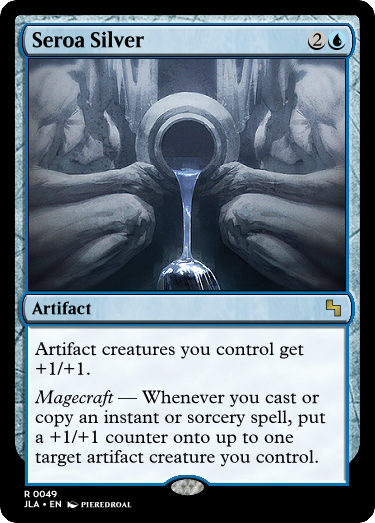 Seroa Silver 2
Artifact
Artifact creatures you control get
+1/+1.
Magecraft — Whenever you cast or
copy an instant or sorcery spell, put
a +1/+1 counter onto up to one
target artifact creature you control.
R 0049
JLA • EN PIEREDROAL